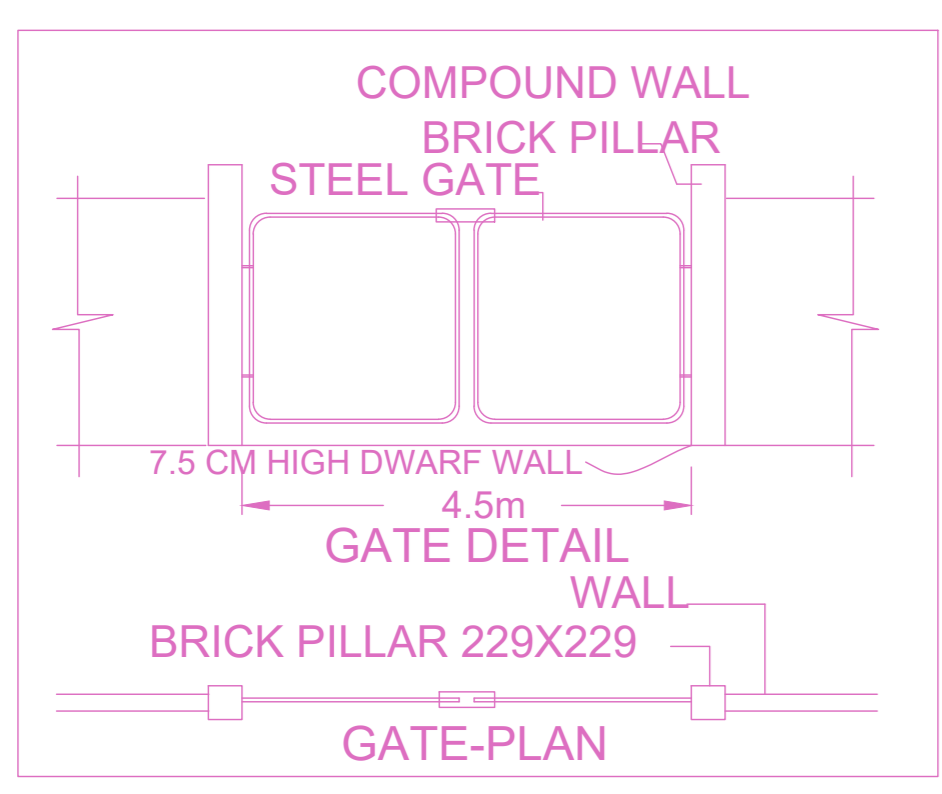 COMPOUND WALL
BRICK PILLAR
STEEL GATE
7.5 CM HIGH DWARF WALL
4.5m
GATE DETAIL
WALL
BRICK PILLAR 229X229
GATE-PLAN